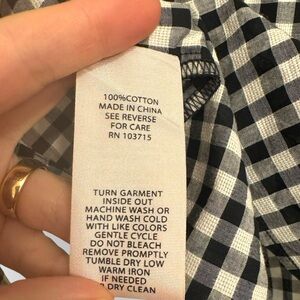 100%COTTON
MADE IN CHINA
SEE REVERSE
FOR CARE
RN 103715
TURN GARMENT
INSIDE OUT
MACHINE WASH OR
HAND WASH COLD
WITH LIKE COLORS
GENTLE CYCLE
DO NOT BLEACH
REMOVE PROMPTLY
TUMBLE DRY LOW
WARM IRON
IF NEEDED
DRY CLEAN